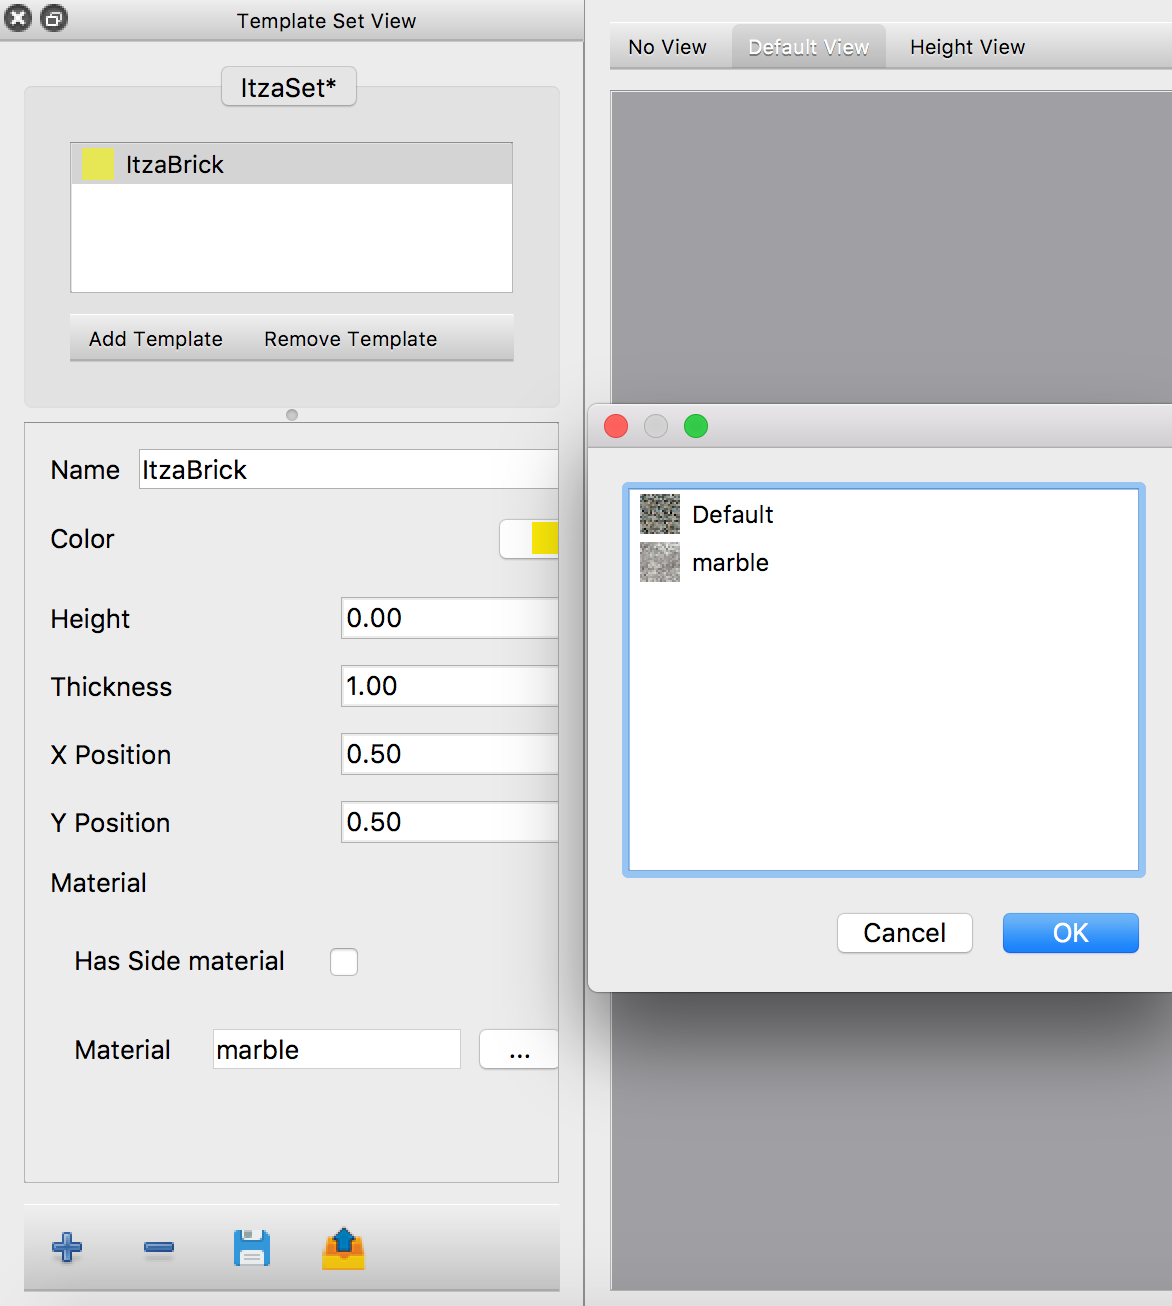 Template Set View
ItzaSet*
ItzaBrick
Add Template Remove Template
Name ItzaBrick
Color
Height 0.00
Thickness 1.00
X Position 0.50
Y Position 0.50
Material
Has Side material
Material marble ...
No View Default View Height View
Default
marble
Cancel OK